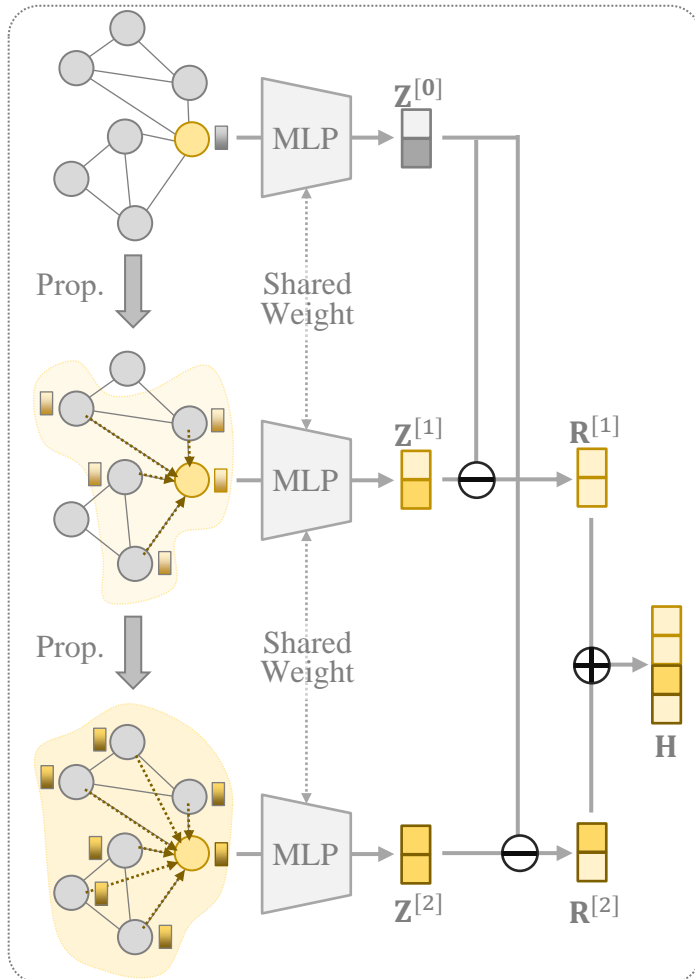 Z^[0]
MLP
Prop.
Shared
Weight
Z^[1]
R^[1]
MLP
Prop.
Shared
Weight
H
MLP
Z^[2]
R^[2]